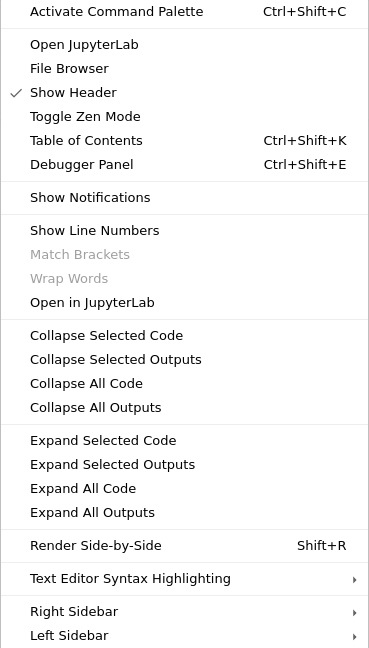 Activate Command Palette Ctrl+Shift+C
Open JupyterLab
File Browser
Show Header
Toggle Zen Mode
Table of Contents Ctrl+Shift+K
Debugger Panel Ctrl+Shift+E
Show Notifications
Show Line Numbers
Match Brackets
Wrap Words
Open in JupyterLab
Collapse Selected Code
Collapse Selected Outputs
Collapse All Code
Collapse All Outputs
Expand Selected Code
Expand Selected Outputs
Expand All Code
Expand All Outputs
Render Side-by-Side Shift+R
Text Editor Syntax Highlighting
Right Sidebar
Left Sidebar